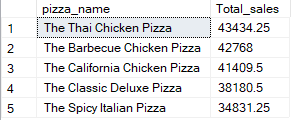 pizza_name Total_sales
1 The Thai Chicken Pizza 43434.25
2 The Barbecue Chicken Pizza 42768
3 The California Chicken Pizza 41409.5
4 The Classic Deluxe Pizza 38180.5
5 The Spicy Italian Pizza 34831.25